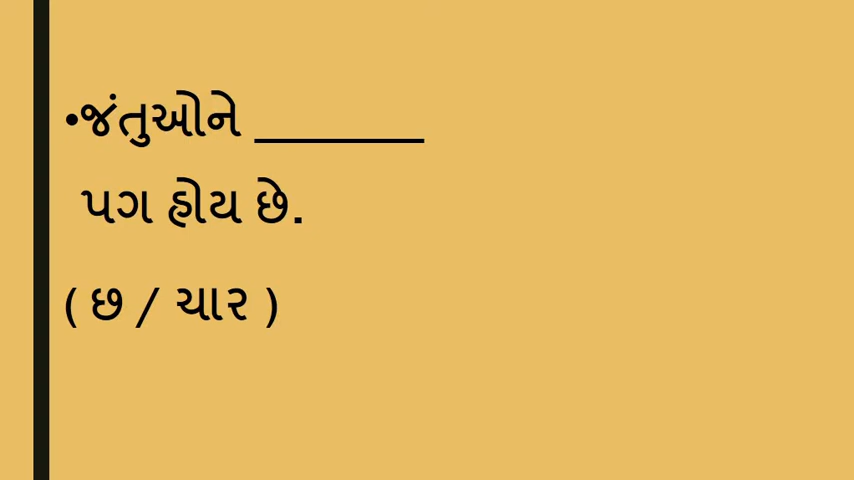 •જંતુઓને _______
પગ હોય છે.
( છ / ચાર )